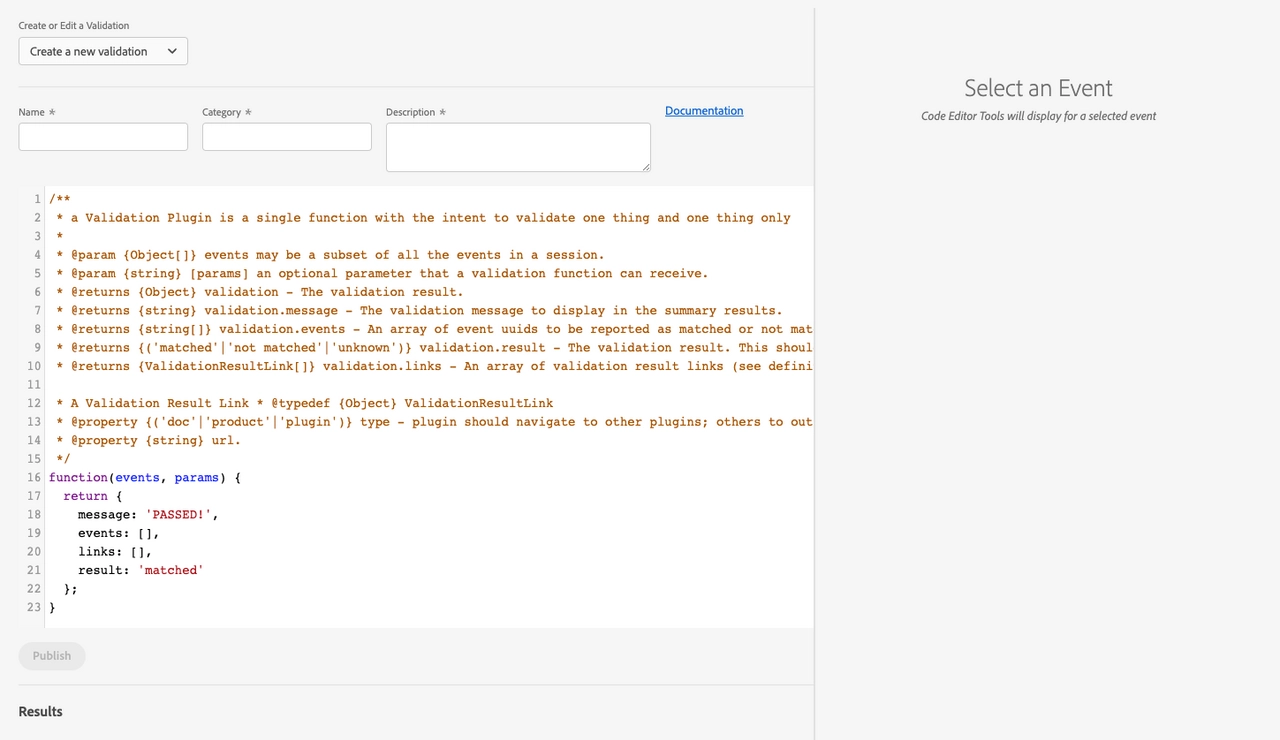 Create or Edit a Validation
Create a new validation
Name *
Category *
Description *
Documentation
1 /**
2  * a Validation Plugin is a single function with the intent to validate one thing and one thing only
3  *
4  * @param {Object[]} events may be a subset of all the events in a session.
5  * @param {string} [params] an optional parameter that a validation function can receive.
6  * @returns {Object} validation - The validation result.
7  * @returns {string} validation.message - The validation message to display in the summary results.
8  * @returns {string[]} validation.events - An array of event uuids to be reported as matched or not mat
9  * @returns {('matched'|'not matched'|'unknown')} validation.result - The validation result. This shoul
10  * @returns {ValidationResultLink[]} validation.links - An array of validation result links (see defini
11
12  * A Validation Result Link * @typedef {Object} ValidationResultLink
13  * @property {('doc'|'product'|'plugin')} type - plugin should navigate to other plugins; others to out
14  * @property {string} url.
15  */
16 function(events, params) {
17   return {
18     message: 'PASSED!',
19     events: [],
20     links: [],
21     result: 'matched'
22   };
23 }
Publish
Results
Select an Event
Code Editor Tools will display for a selected event